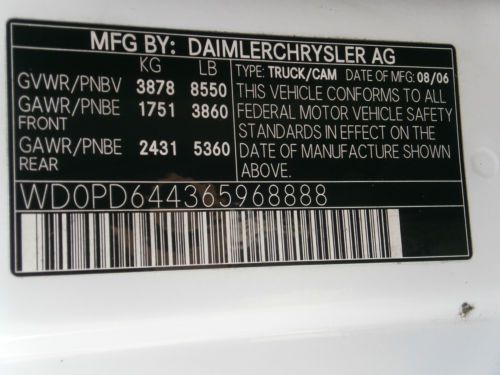 MFG BY: DAIMLERCHRYSLER AG
KG LB
GVWR/PNBV 3878 8550
GAWR/PNBE 1751 3860
FRONT
GAWR/PNBE 2431 5360
REAR
TYPE: TRUCK/CAM DATE OF MFG: 08/06
THIS VEHICLE CONFORMS TO ALL
FEDERAL MOTOR VEHICLE SAFETY
STANDARDS IN EFFECT ON THE
DATE OF MANUFACTURE SHOWN
ABOVE.
WD0PD644365968888